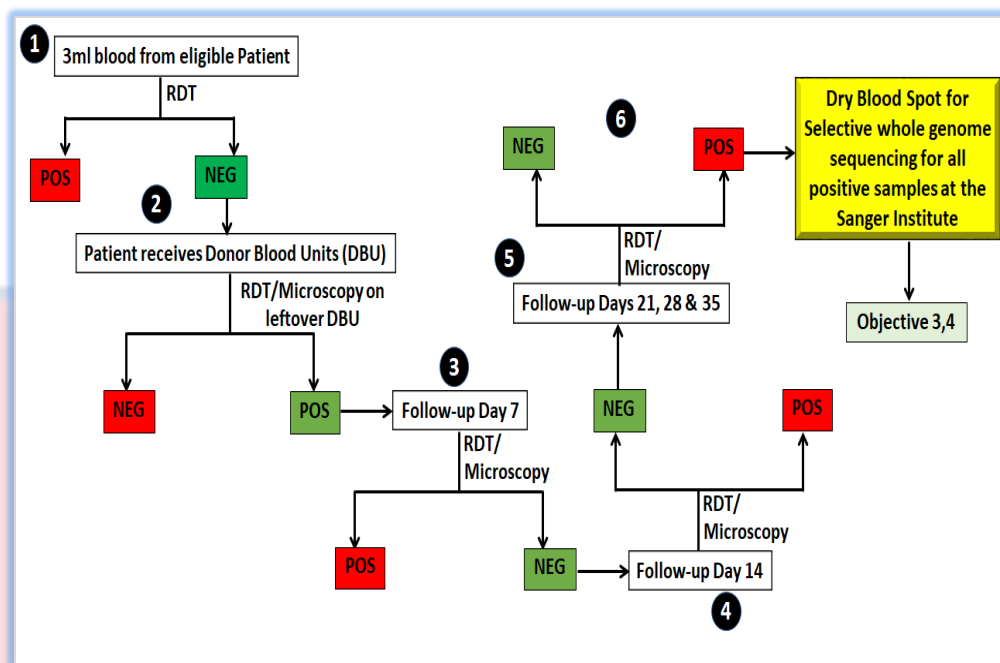 1
3ml blood from eligible Patient
RDT
POS
NEG
2
Patient receives Donor Blood Units (DBU)
RDT/Microscopy on
leftover DBU
NEG
POS
3
Follow-up Day 7
RDT/
Microscopy
POS
NEG
Follow-up Day 14
4
RDT/
Microscopy
NEG
POS
5
Follow-up Days 21, 28 & 35
RDT/
Microscopy
6
NEG
POS
Dry Blood Spot for
Selective whole genome
sequencing for all
positive samples at the
Sanger Institute
Objective 3,4